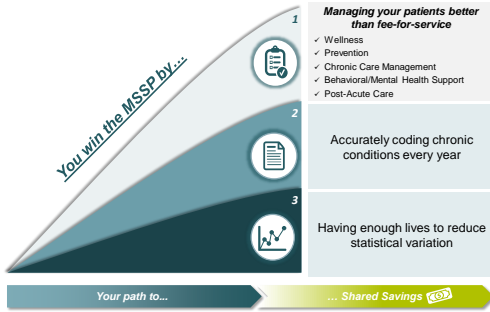 You win the MSSP by…
1
Managing your patients better
than fee-for-service
✓ Wellness
✓ Prevention
✓ Chronic Care Management
✓ Behavioral/Mental Health Support
✓ Post-Acute Care
2
Accurately coding chronic
conditions every year
3
Having enough lives to reduce
statistical variation
Your path to...
... Shared Savings